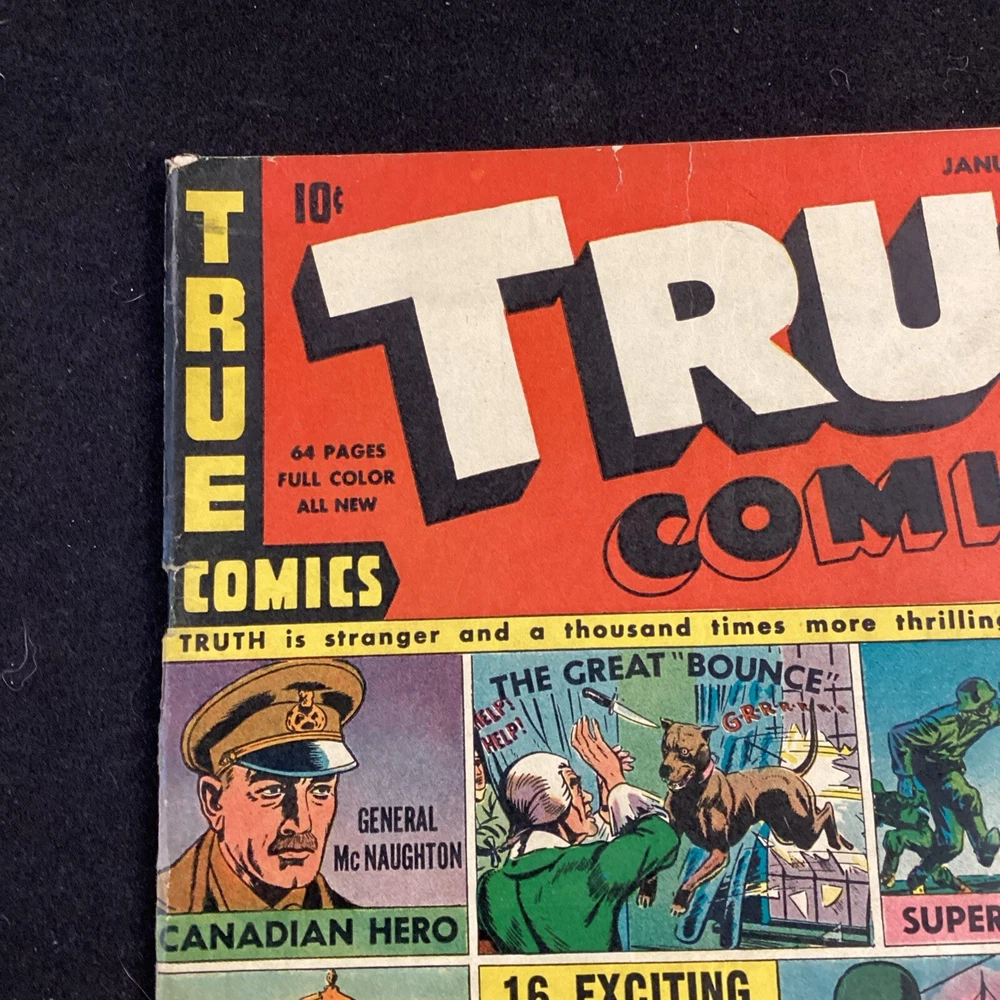 TRUE
COMICS
10¢
JANU
TRU
COMI
64 PAGES
FULL COLOR
ALL NEW
TRUTH is stranger and a thousand times more thrilling
GENERAL
McNAUGHTON
CANADIAN HERO
THE GREAT "BOUNCE"
HELP!
HELP!
GRRRRRR
SUPER
16 EXCITING